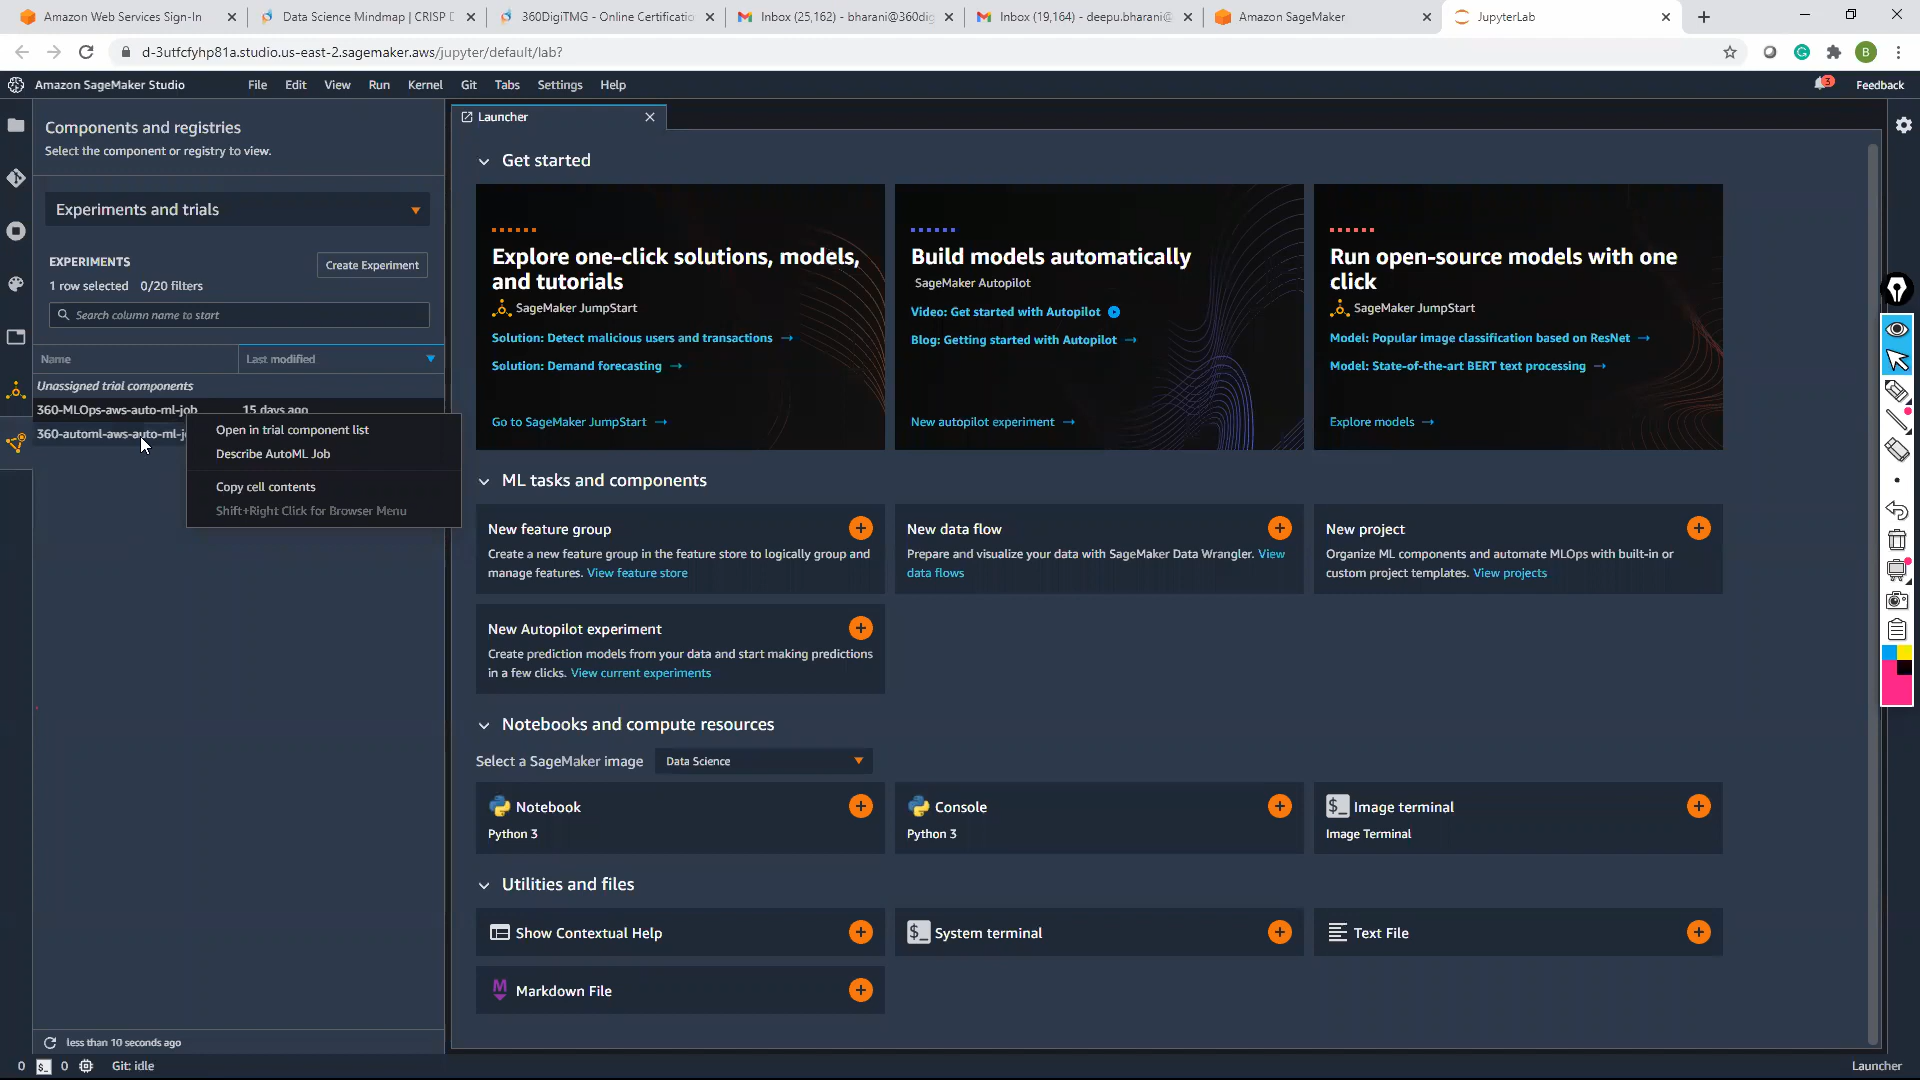 Amazon Web Services Sign-In
Data Science Mindmap | CRISP D
360DigiTMG - Online Certificatio
Inbox (25,162) - bharani@360dig
Inbox (19,164) - deepu.bharani@
Amazon SageMaker
JupyterLab
d-3utfcfyhp81a.studio.us-east-2.sagemaker.aws/jupyter/default/lab?
B
Amazon SageMaker Studio
File
Edit
View
Run
Kernel
Git
Tabs
Settings
Help
3
Feedback
Components and registries
Select the component or registry to view.
Experiments and trials
EXPERIMENTS
Create Experiment
1 row selected 0/20 filters
Search column name to start
Name
Last modified
Unassigned trial components
360-MLOps-aws-auto-ml-job
15 days ago
360-automl-aws-auto-ml-jo
Open in trial component list
Describe AutoML Job
Copy cell contents
Shift+Right Click for Browser Menu
less than 10 seconds ago
Launcher
Get started
Explore one-click solutions, models,
and tutorials
SageMaker JumpStart
Solution: Detect malicious users and transactions →
Solution: Demand forecasting →
Go to SageMaker JumpStart →
Build models automatically
SageMaker Autopilot
Video: Get started with Autopilot
Blog: Getting started with Autopilot →
New autopilot experiment →
Run open-source models with one
click
SageMaker JumpStart
Model: Popular image classification based on ResNet →
Model: State-of-the-art BERT text processing →
Explore models →
ML tasks and components
New feature group
Create a new feature group in the feature store to logically group and
manage features. View feature store
New data flow
Prepare and visualize your data with SageMaker Data Wrangler. View
data flows
New project
Organize ML components and automate MLOps with built-in or
custom project templates. View projects
New Autopilot experiment
Create prediction models from your data and start making predictions
in a few clicks. View current experiments
Notebooks and compute resources
Select a SageMaker image
Data Science
Notebook
Python 3
Console
Python 3
$_ Image terminal
Image Terminal
Utilities and files
Show Contextual Help
$_ System terminal
Text File
M Markdown File
0 $_ 0 Git: idle
Launcher